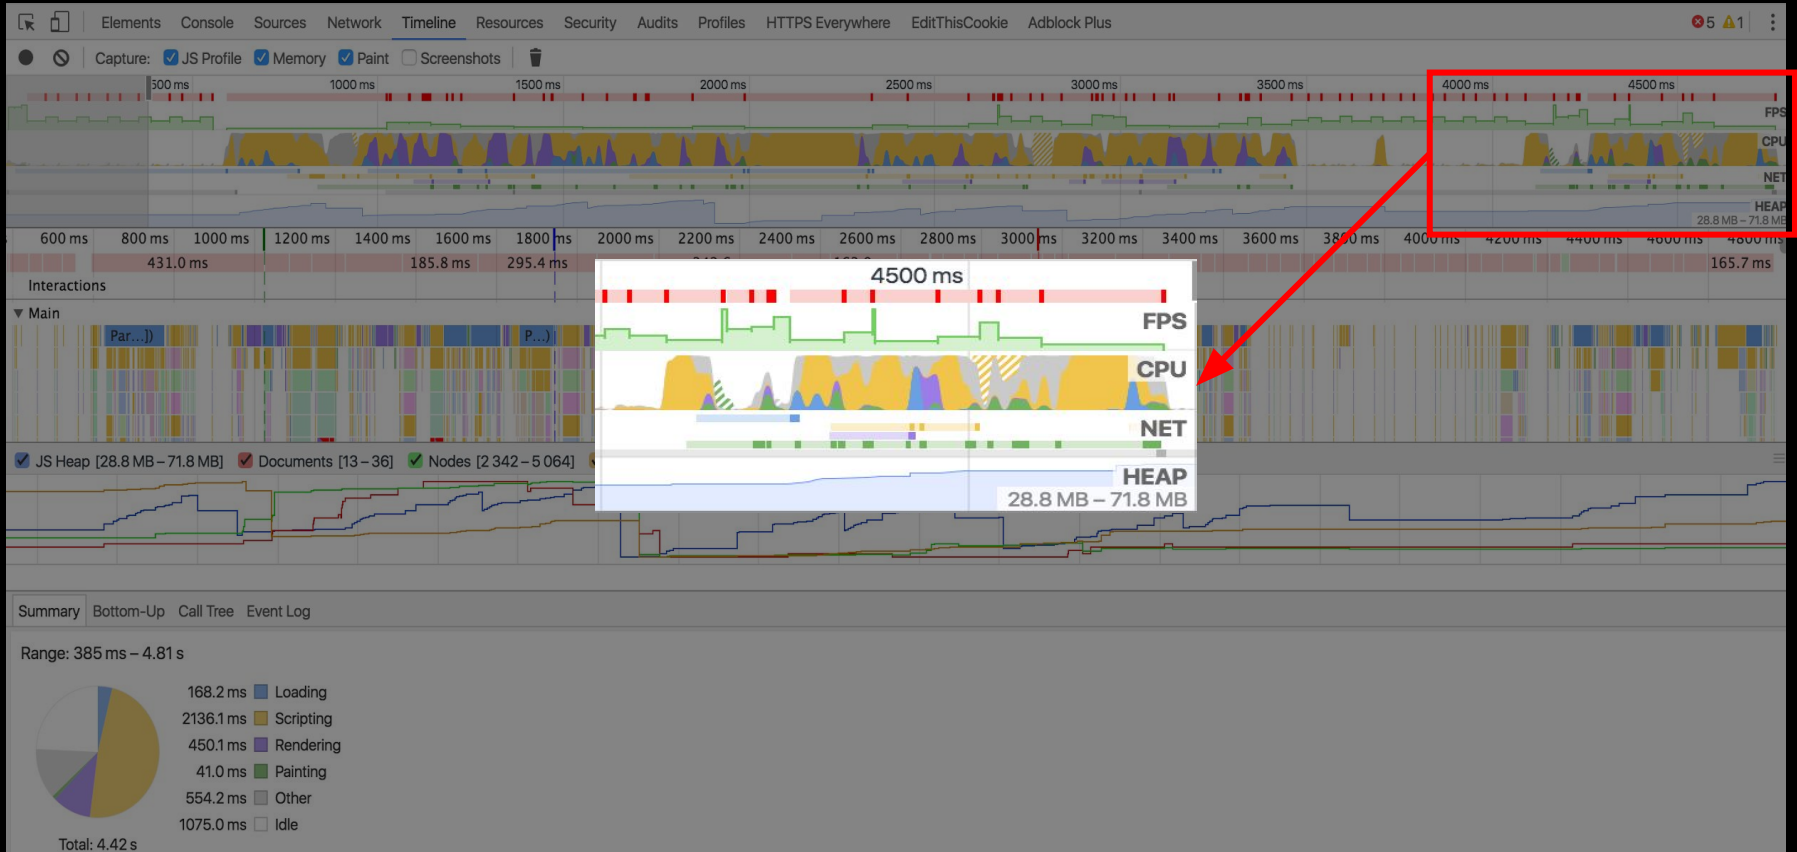 Elements Console Sources Network Timeline Resources Security Audits Profiles HTTPS Everywhere EditThisCookie Adblock Plus 5 1
Capture: JS Profile Memory Paint Screenshots
500 ms 1000 ms 1500 ms 2000 ms 2500 ms 3000 ms 3500 ms 4000 ms 4500 ms
FPS
CPU
NET
HEAP
28.8 MB – 71.8 MB
600 ms 800 ms 1000 ms 1200 ms 1400 ms 1600 ms 1800 ms 2000 ms 2200 ms 2400 ms 2600 ms 2800 ms 3000 ms 3200 ms 3400 ms 3600 ms 3800 ms 4000 ms 4200 ms 4400 ms 4600 ms 4800 ms
431.0 ms 185.8 ms 295.4 ms 165.7 ms
Interactions
4500 ms
FPS
CPU
NET
HEAP
28.8 MB – 71.8 MB
Main
Par...]) P...)
JS Heap [28.8 MB – 71.8 MB] Documents [13 – 36] Nodes [2 342 – 5 064]
Summary Bottom-Up Call Tree Event Log
Range: 385 ms – 4.81 s
168.2 ms Loading
2136.1 ms Scripting
450.1 ms Rendering
41.0 ms Painting
554.2 ms Other
1075.0 ms Idle
Total: 4.42 s